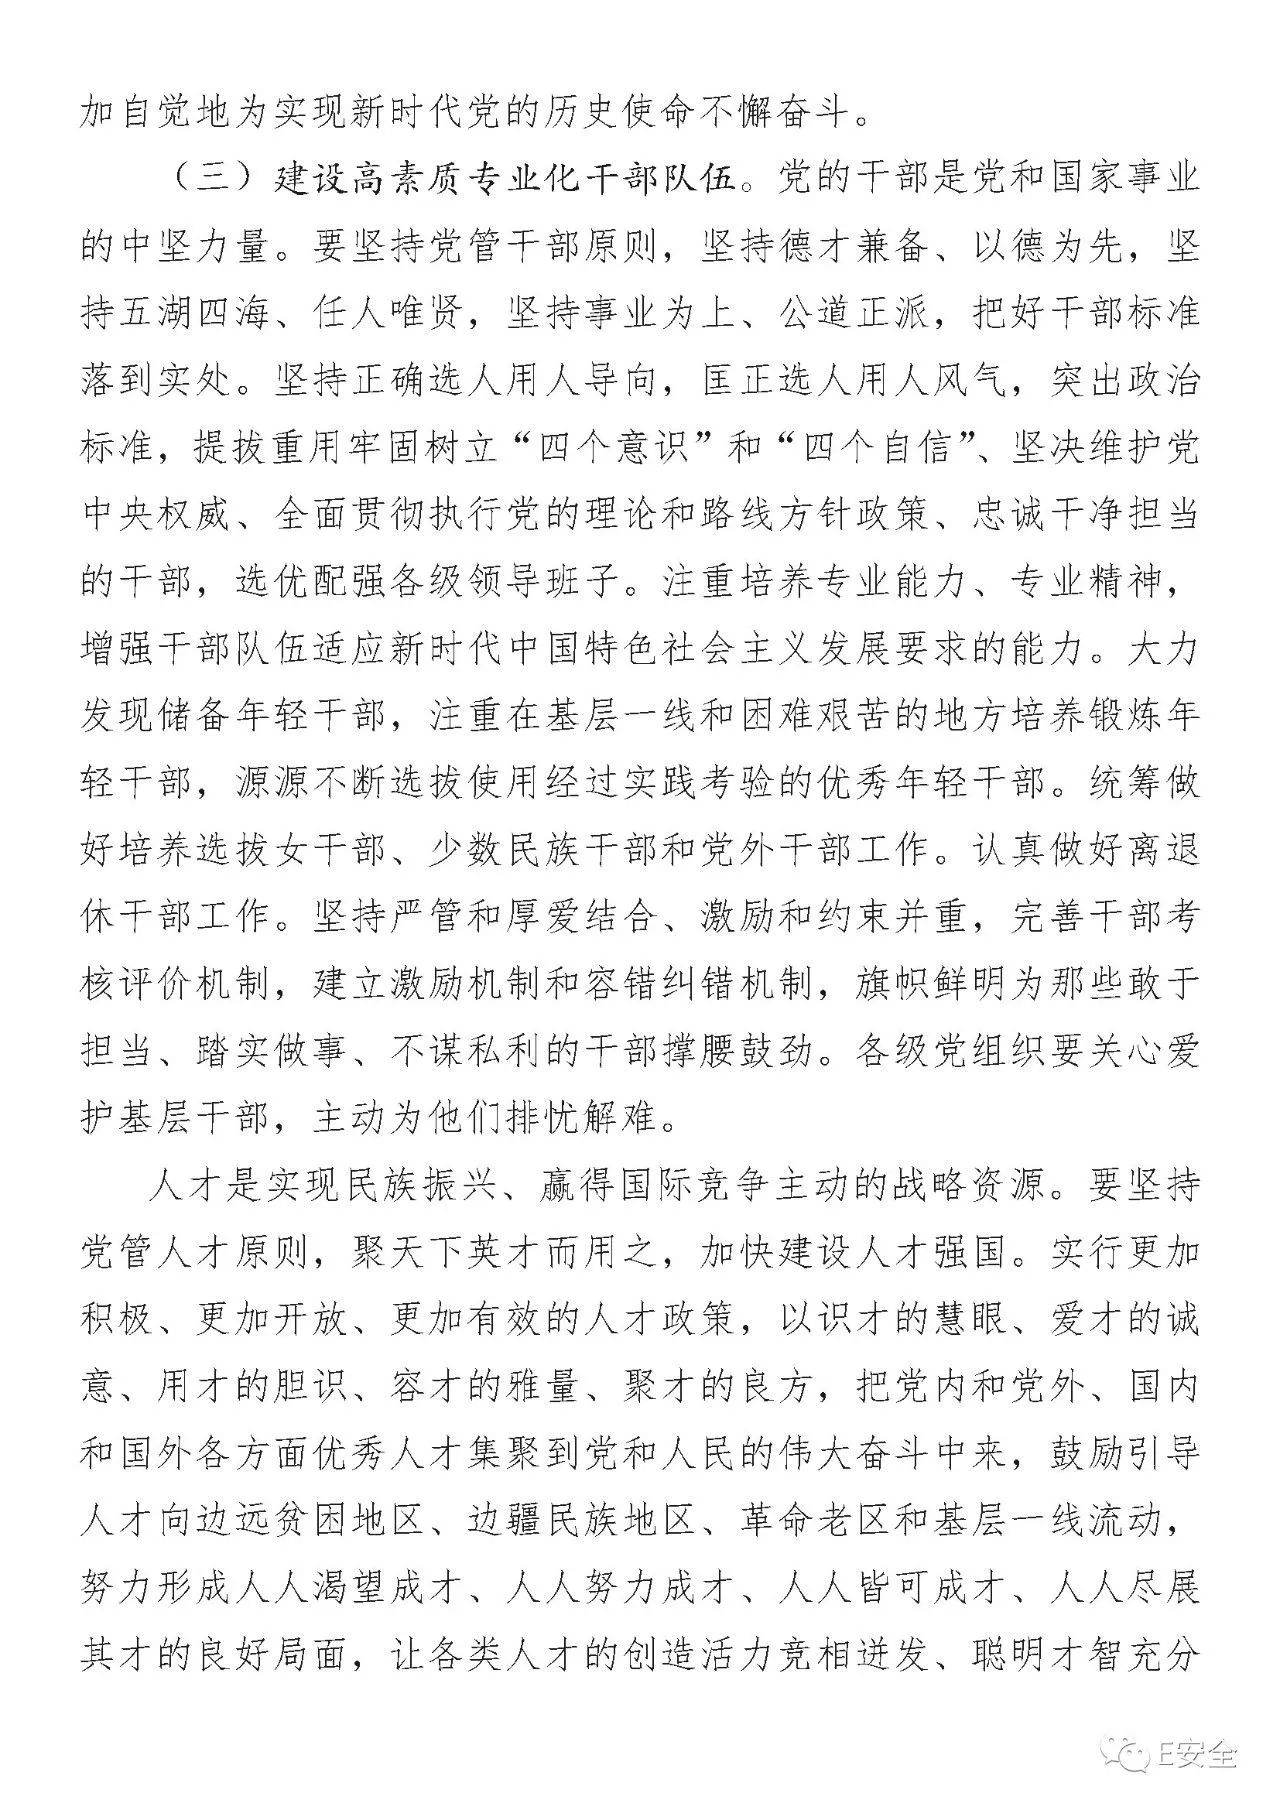 加自觉地为实现新时代党的历史使命不懈奋斗。
（三）建设高素质专业化干部队伍。党的干部是党和国家事业
的中坚力量。要坚持党管干部原则，坚持德才兼备、以德为先，坚
持五湖四海、任人唯贤，坚持事业为上、公道正派，把好干部标准
落到实处。坚持正确选人用人导向，匡正选人用人风气，突出政治
标准，提拔重用牢固树立“四个意识”和“四个自信”、坚决维护党
中央权威、全面贯彻执行党的理论和路线方针政策、忠诚干净担当
的干部，选优配强各级领导班子。注重培养专业能力、专业精神，
增强干部队伍适应新时代中国特色社会主义发展要求的能力。大力
发现储备年轻干部，注重在基层一线和困难艰苦的地方培养锻炼年
轻干部，源源不断选拔使用经过实践考验的优秀年轻干部。统筹做
好培养选拔女干部、少数民族干部和党外干部工作。认真做好离退
休干部工作。坚持严管和厚爱结合、激励和约束并重，完善干部考
核评价机制，建立激励机制和容错纠错机制，旗帜鲜明为那些敢于
担当、踏实做事、不谋私利的干部撑腰鼓劲。各级党组织要关心爱
护基层干部，主动为他们排忧解难。
人才是实现民族振兴、赢得国际竞争主动的战略资源。要坚持
党管人才原则，聚天下英才而用之，加快建设人才强国。实行更加
积极、更加开放、更加有效的人才政策，以识才的慧眼、爱才的诚
意、用才的胆识、容才的雅量、聚才的良方，把党内和党外、国内
和国外各方面优秀人才集聚到党和人民的伟大奋斗中来，鼓励引导
人才向边远贫困地区、边疆民族地区、革命老区和基层一线流动，
努力形成人人渴望成才、人人努力成才、人人皆可成才、人人尽展
其才的良好局面，让各类人才的创造活力竞相迸发、聪明才智充分
E安全